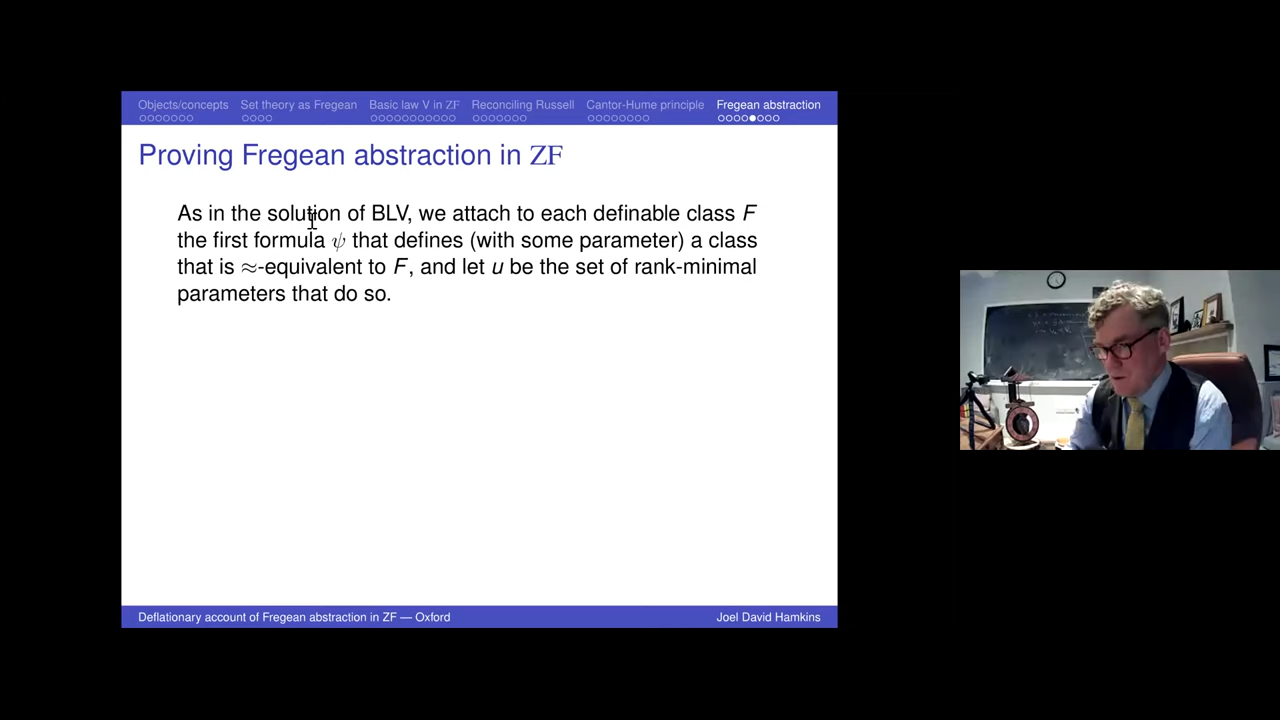 Objects/concepts Set theory as Fregean Basic law V in ZF Reconciling Russell Cantor-Hume principle Fregean abstraction
Proving Fregean abstraction in ZF
As in the solution of BLV, we attach to each definable class F
the first formula ψ that defines (with some parameter) a class
that is ≈-equivalent to F, and let u be the set of rank-minimal
parameters that do so.
Deflationary account of Fregean abstraction in ZF — Oxford Joel David Hamkins